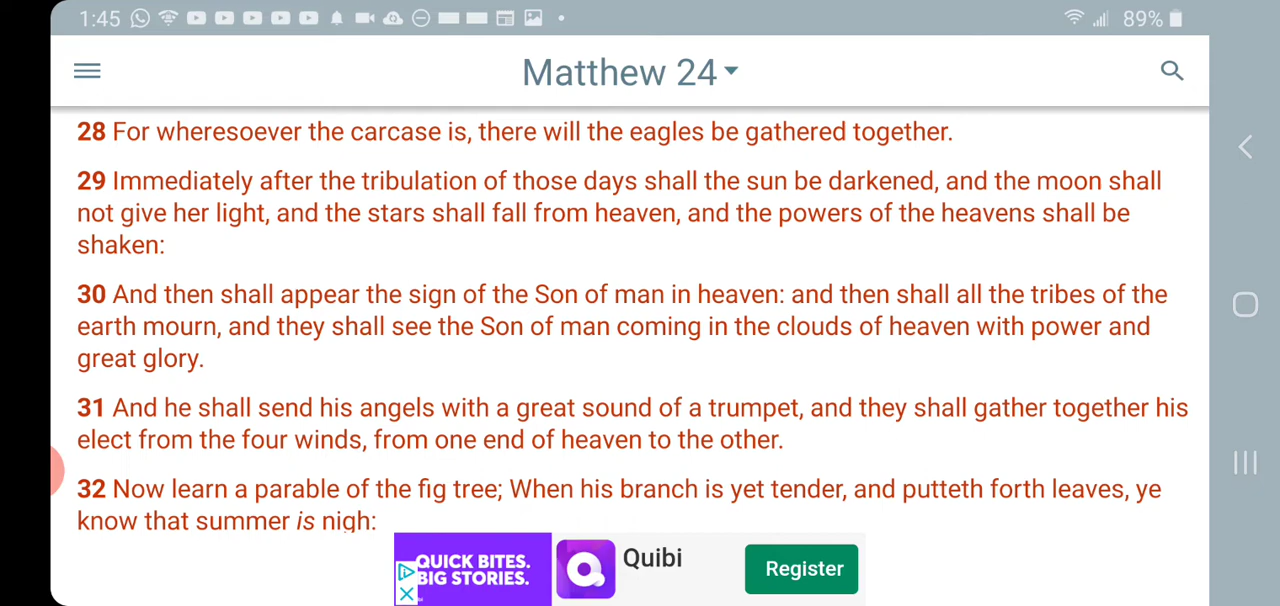 1:45
89%
Matthew 24
28 For wheresoever the carcase is, there will the eagles be gathered together.
29 Immediately after the tribulation of those days shall the sun be darkened, and the moon shall
not give her light, and the stars shall fall from heaven, and the powers of the heavens shall be
shaken:
30 And then shall appear the sign of the Son of man in heaven: and then shall all the tribes of the
earth mourn, and they shall see the Son of man coming in the clouds of heaven with power and
great glory.
31 And he shall send his angels with a great sound of a trumpet, and they shall gather together his
elect from the four winds, from one end of heaven to the other.
32 Now learn a parable of the fig tree; When his branch is yet tender, and putteth forth leaves, ye
know that summer is nigh:
QUICK BITES.
BIG STORIES.
Quibi
Register